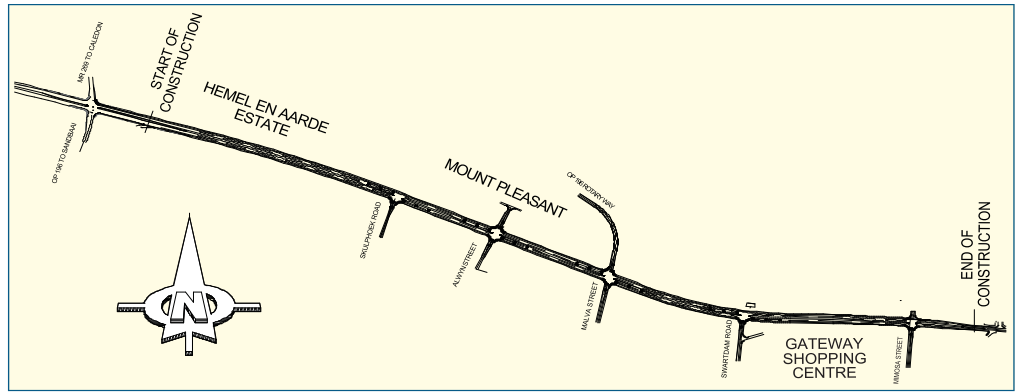 MR 269 TO CALEDON
START OF
CONSTRUCTION
HEMEL EN AARDE
ESTATE
OP 196 TO SANDBAAI
MOUNT PLEASANT
OP 198 ROTARY WAY
SKULPHOEK ROAD
ALWYN STREET
MALVA STREET
SWARTDAM ROAD
GATEWAY
SHOPPING
CENTRE
MIMOSA STREET
END OF
CONSTRUCTION
N